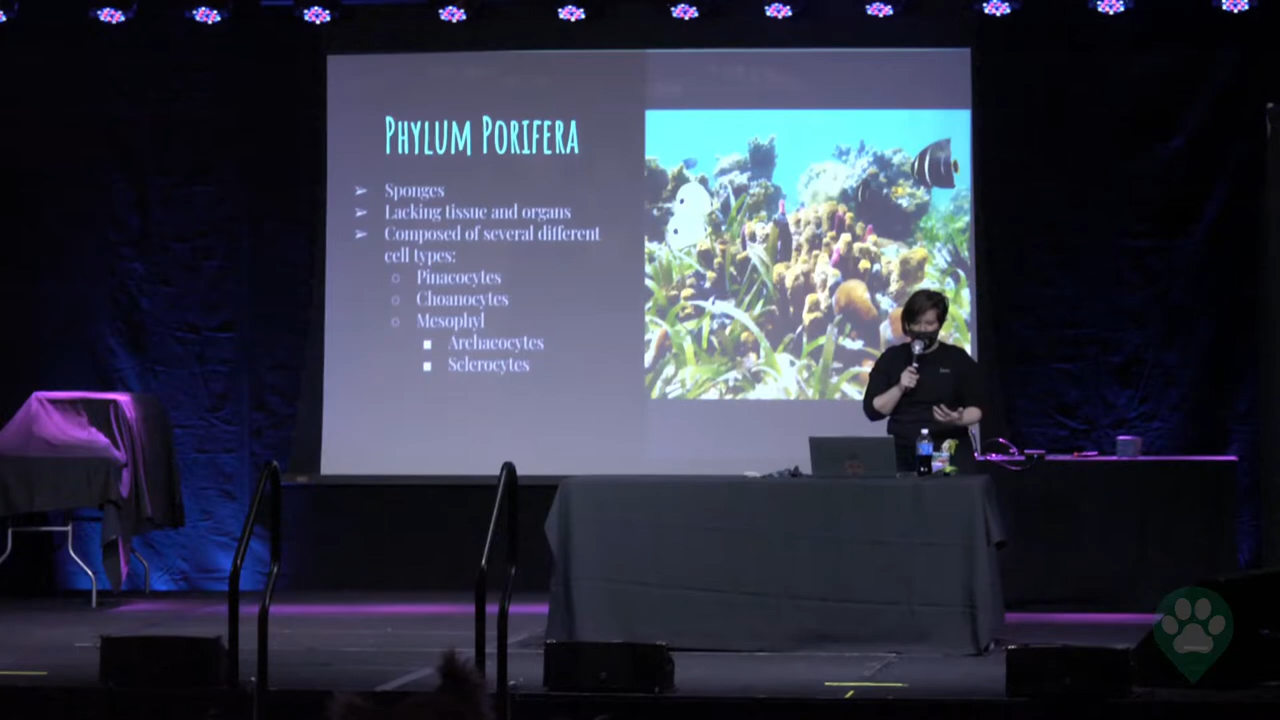 PHYLUM PORIFERA
➢ Sponges
➢ Lacking tissue and organs
➢ Composed of several different
cell types:
○ Pinacocytes
○ Choanocytes
○ Mesophyl
■ Archaeocytes
■ Sclerocytes